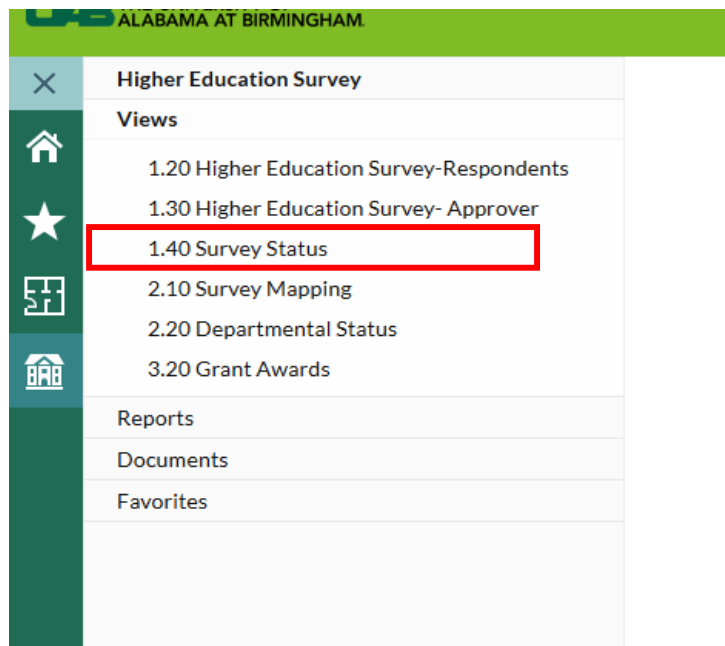 ALABAMA AT BIRMINGHAM.
Higher Education Survey
Views
1.20 Higher Education Survey-Respondents
1.30 Higher Education Survey- Approver
1.40 Survey Status
2.10 Survey Mapping
2.20 Departmental Status
3.20 Grant Awards
Reports
Documents
Favorites